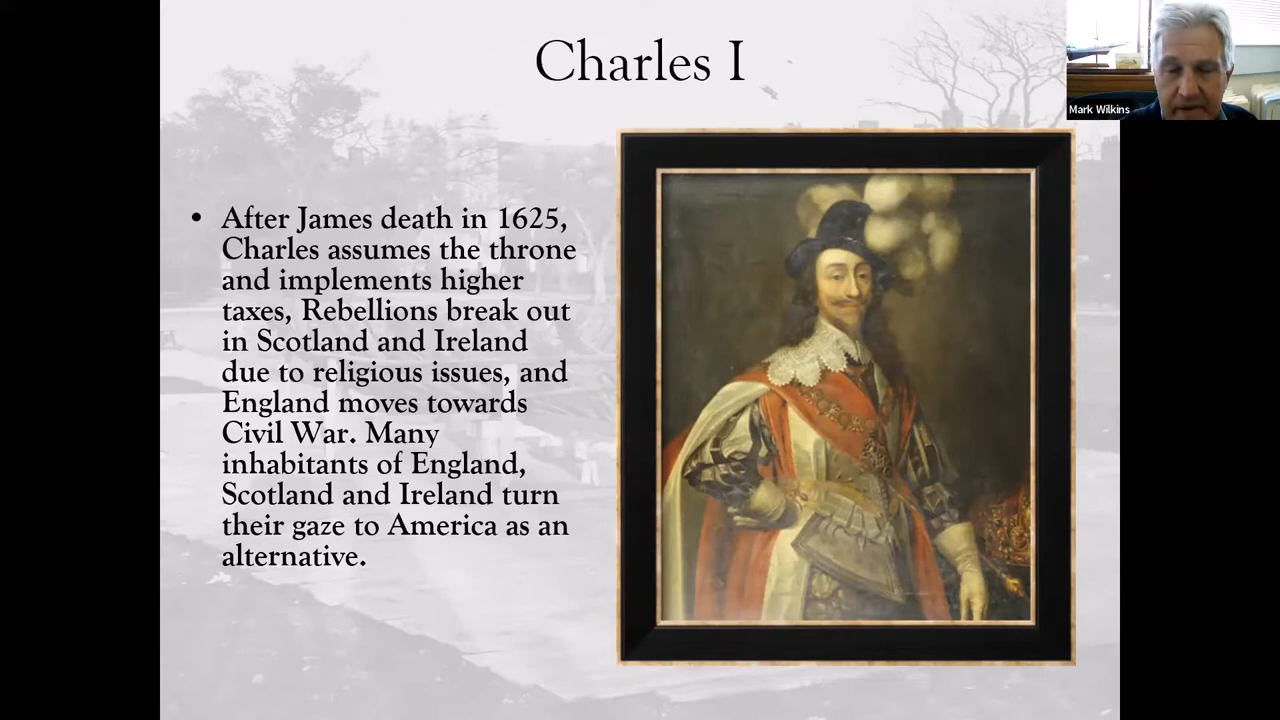 Charles I
Mark Wilkins
• After James death in 1625,
Charles assumes the throne
and implements higher
taxes, Rebellions break out
in Scotland and Ireland
due to religious issues, and
England moves towards
Civil War. Many
inhabitants of England,
Scotland and Ireland turn
their gaze to America as an
alternative.